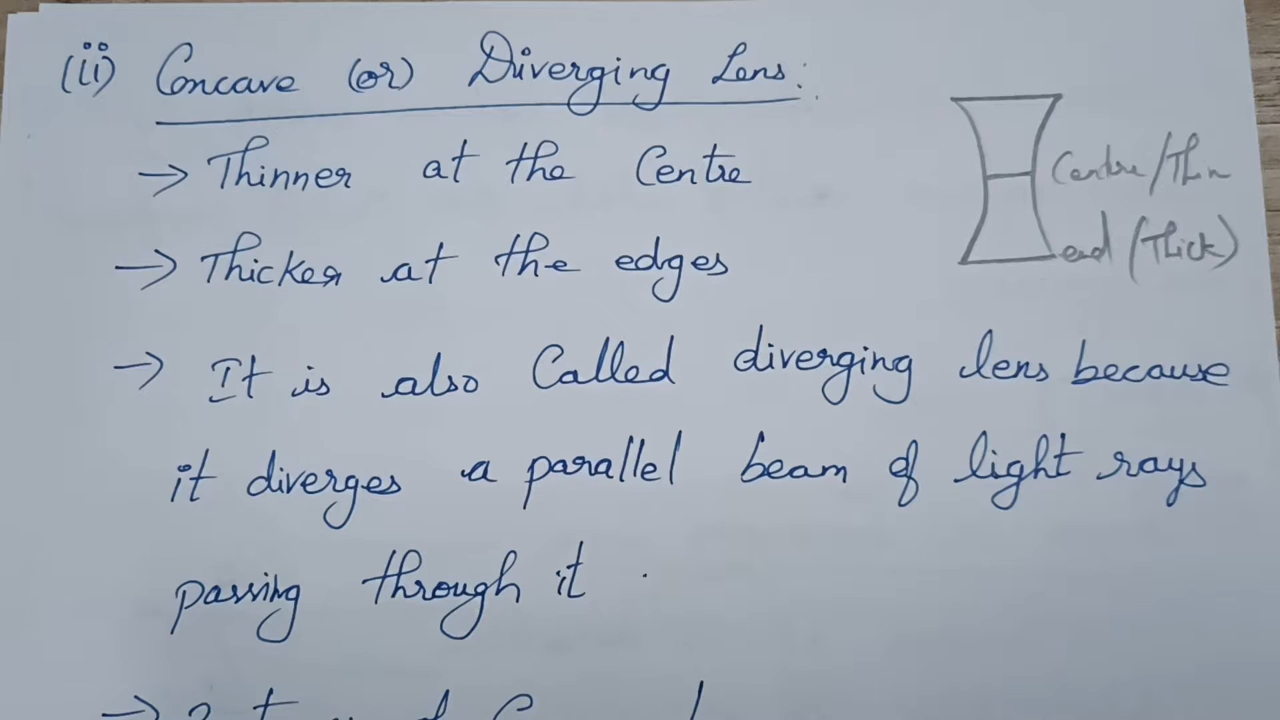 (ii) Concave (or) Diverging Lens:
→ Thinner at the Centre
Centre/Thin
→ Thicker at the edges
end (Thick)
→ It is also Called diverging lens because
it diverges a parallel beam of light rays
passing through it.
→